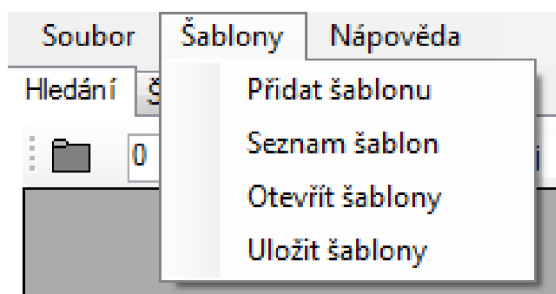 Soubor Šablony Nápověda
Hledání
Přidat šablonu
0 Seznam šablon
Otevřít šablony
Uložit šablony